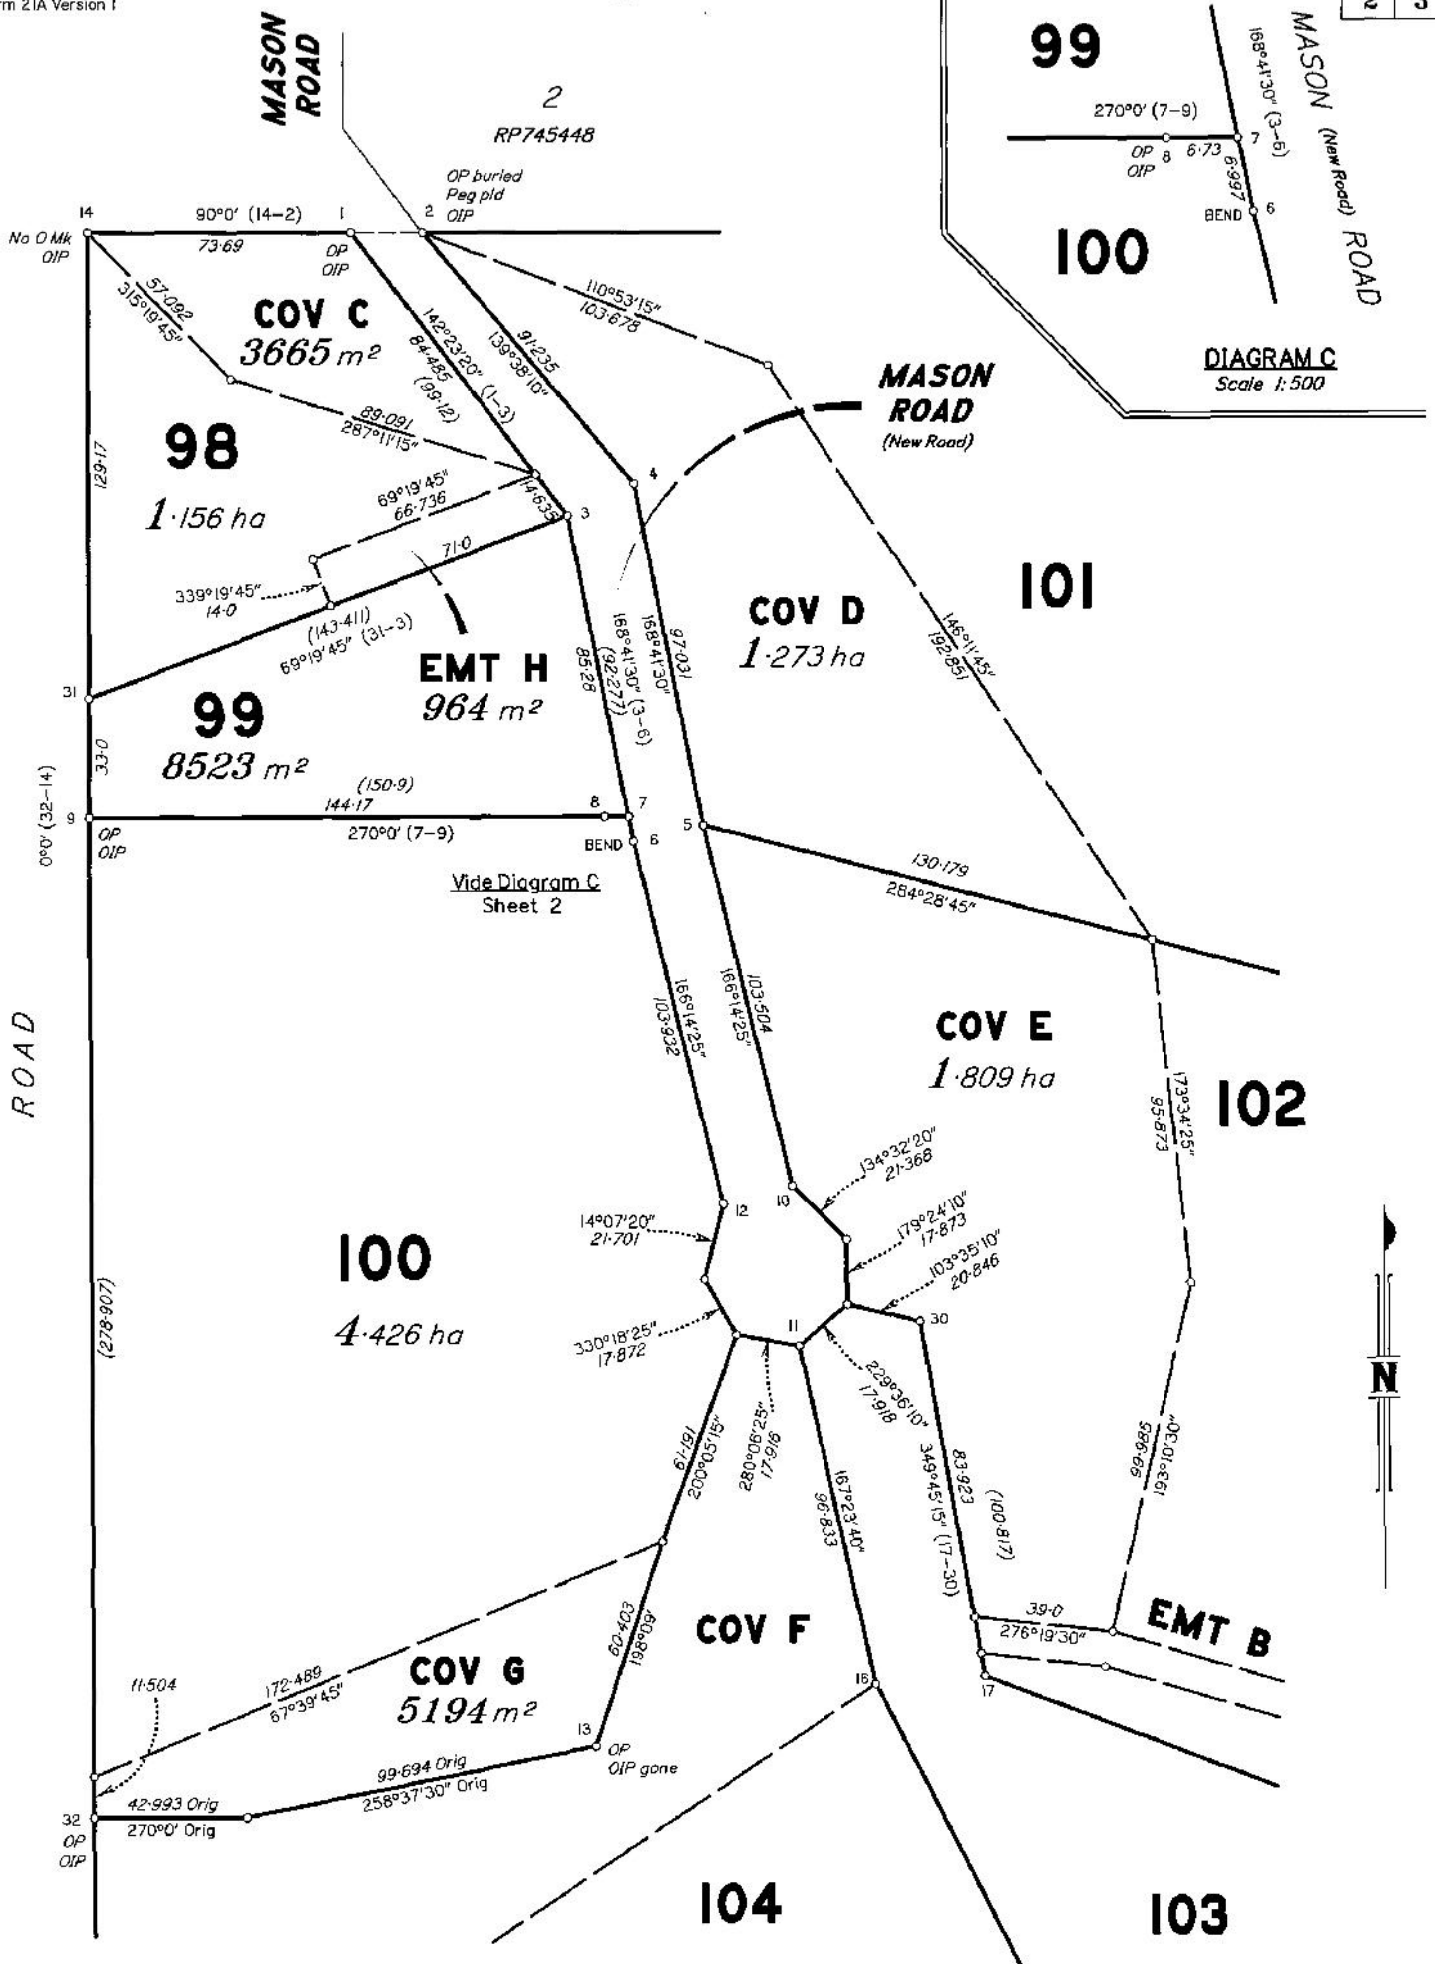 rm 21A Version 1
MASON
ROAD
2
RP745448
OP buried
Peg pld
OIP
14
90°0' (14-2)
1
2
No O Mk
OIP
73·69
OP
OIP
57·092
315°19'45"
COV C
3665 m²
142°23'20" (1-3)
84·485
(99·12)
91·235
139°38'10"
110°53'15"
103·678
MASON
ROAD
(New Road)
99
168°41'30" (3-6)
MASON (New Road) ROAD
270°0' (7-9)
OP
OIP
8
6·73
7
6·997
BEND
6
100
DIAGRAM C
Scale 1:500
89·091
287°11'15"
98
1·156 ha
129·17
69°19'45"
66·736
14·635
3
4
71·0
339°19'45"
14·0
(143·411)
69°19'45" (31-3)
EMT H
964 m²
31
99
8523 m²
33·0
0°0' (32-14)
85·28
168°41'30" (3-6)
(92·277)
97·031
168°41'30"
COV D
1·273 ha
101
146°11'45"
192·851
9
OP
OIP
(150·9)
144·17
270°0' (7-9)
8
7
BEND
6
5
Vide Diagram C
Sheet 2
130·179
284°28'45"
ROAD
166°14'25"
103·932
103·504
166°14'25"
COV E
1·809 ha
102
173°34'25"
95·873
12
10
134°32'20"
21·368
14°07'20"
21·701
179°24'10"
17·873
103°35'10"
20·846
100
4·426 ha
(278·907)
330°18'25"
17·872
11
30
N
229°36'10"
17·918
280°06'25"
17·916
61·191
200°05'15"
167°23'40"
96·833
83·923
349°45'15" (17-30)
(100·817)
99·985
193°10'30"
39·0
276°19'30"
EMT B
60·403
198°09'
COV F
COV G
5194 m²
172·489
67°39'45"
11·504
13
OP
OIP gone
16
17
99·694 Orig
258°37'30" Orig
32
OP
OIP
42·993 Orig
270°0' Orig
104
103